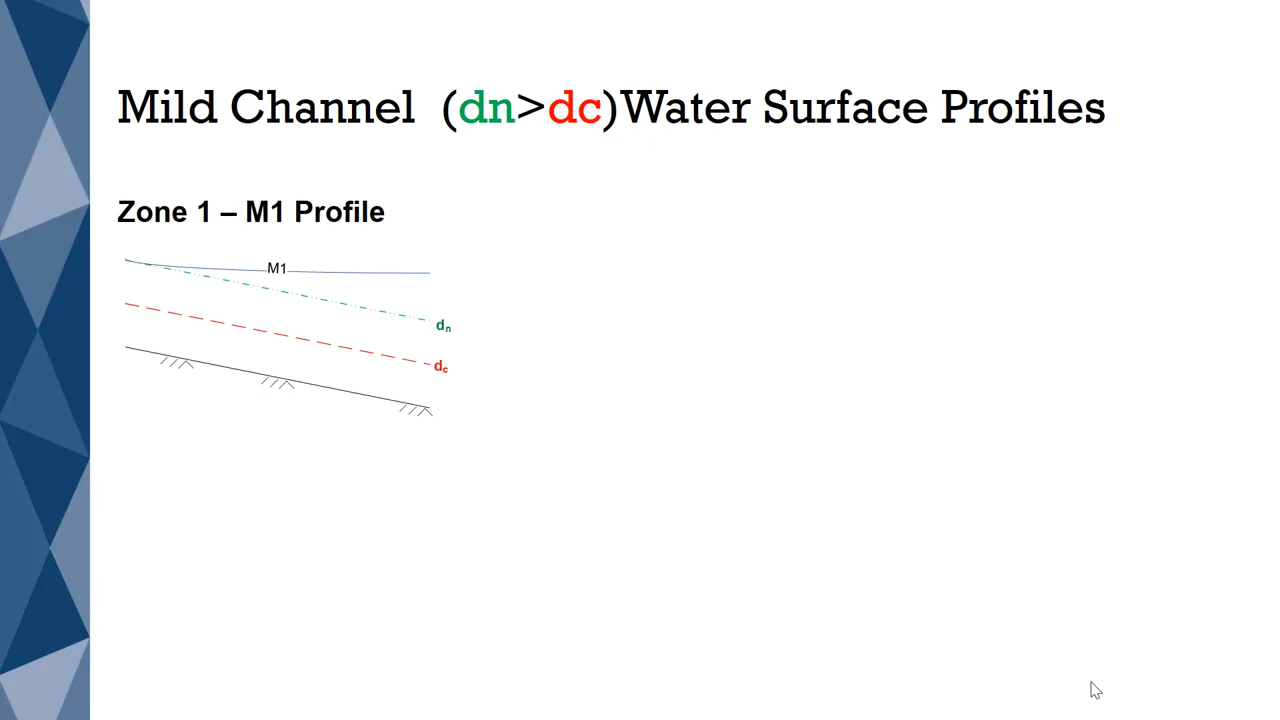 Mild Channel (dn>dc)Water Surface Profiles
Zone 1 – M1 Profile
M1
dn
dc